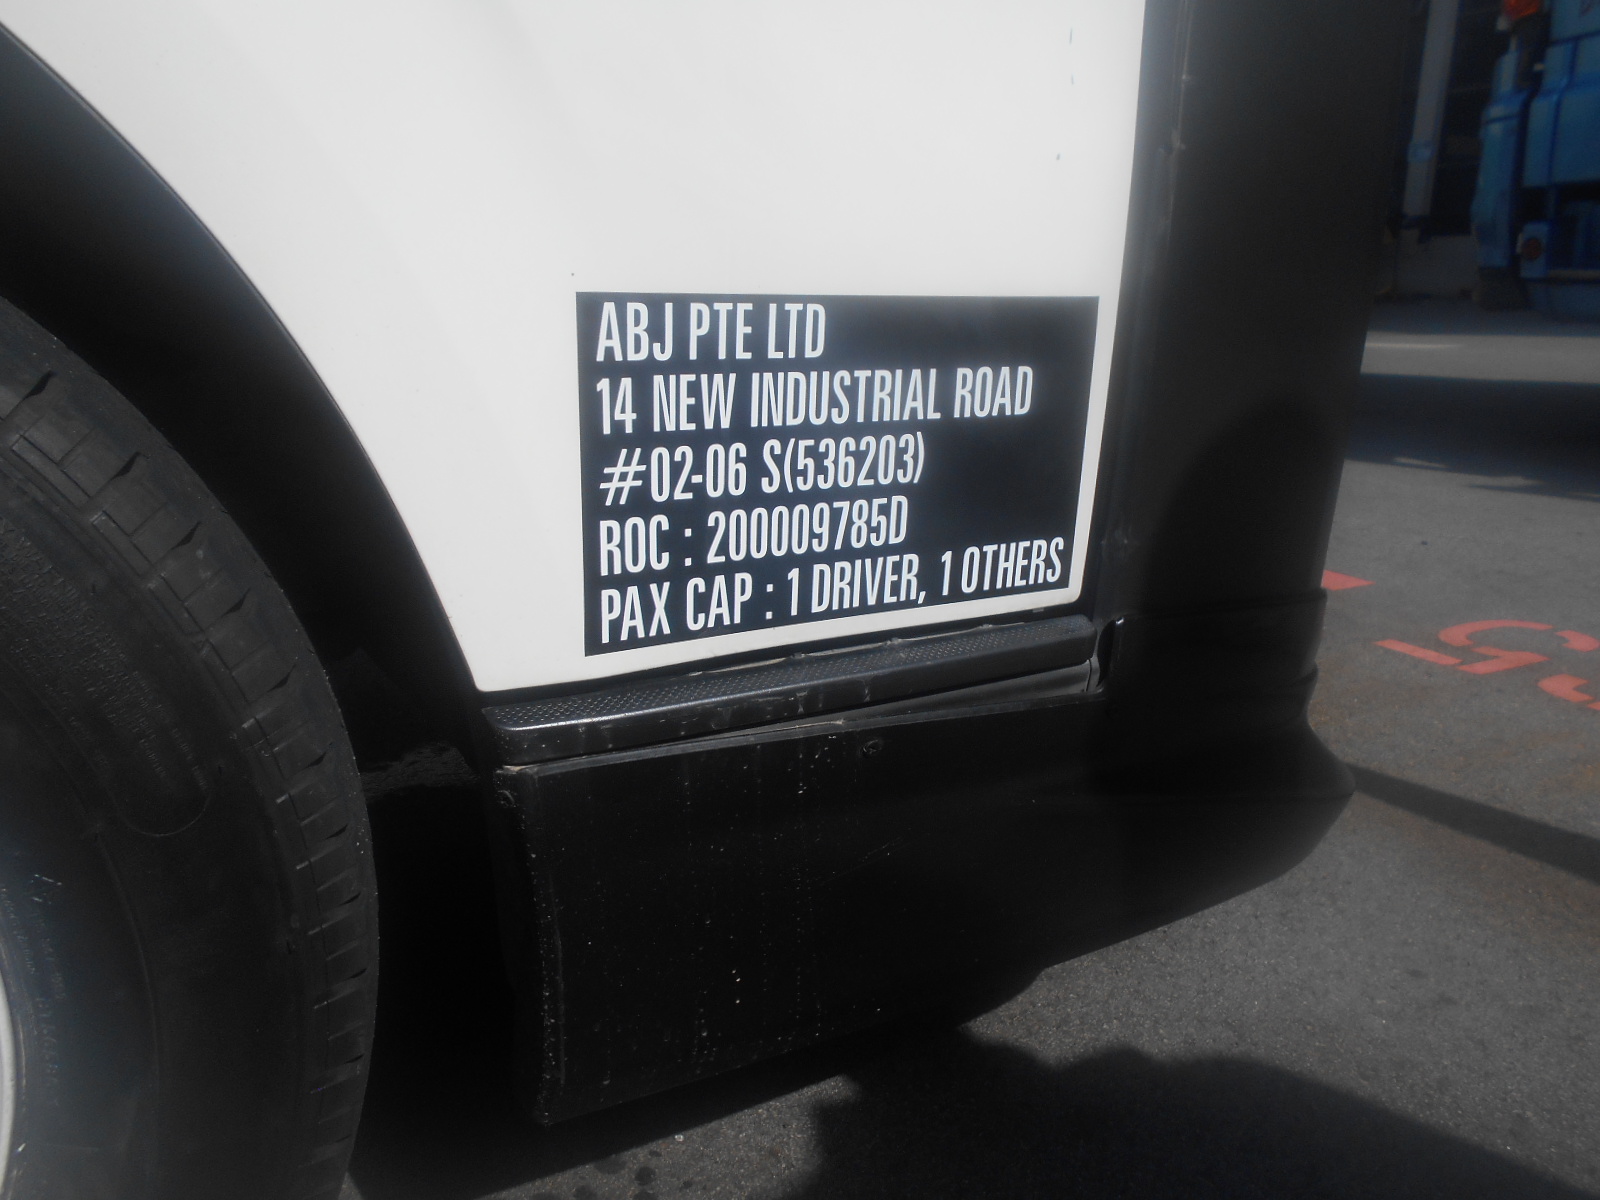 ABJ PTE LTD
14 NEW INDUSTRIAL ROAD
#02-06 S(536203)
ROC : 200009785D
PAX CAP : 1 DRIVER, 1 OTHERS